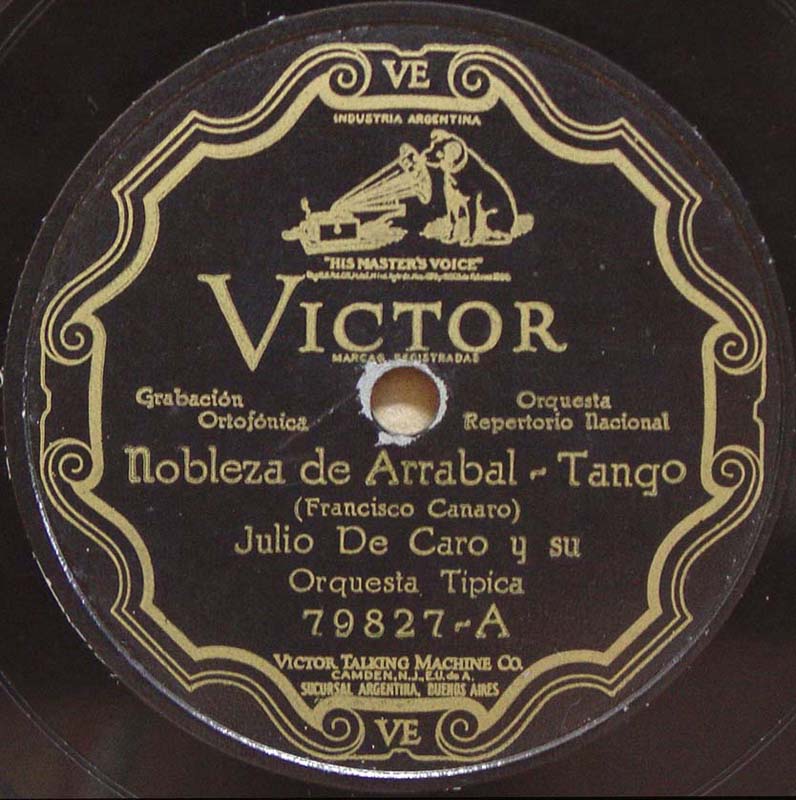 VE
INDUSTRIA ARGENTINA
"HIS MASTER'S VOICE"
VICTOR
MARCAS REGISTRADAS
Grabación
Ortofónica
Orquesta
Repertorio Nacional
Nobleza de Arrabal - Tango
(Francisco Canaro)
Julio De Caro y su
Orquesta Tipica
79827-A
VICTOR TALKING MACHINE CO.
CAMDEN, N.J., E.U. de A.
SUCURSAL ARGENTINA, BUENOS AIRES
VE